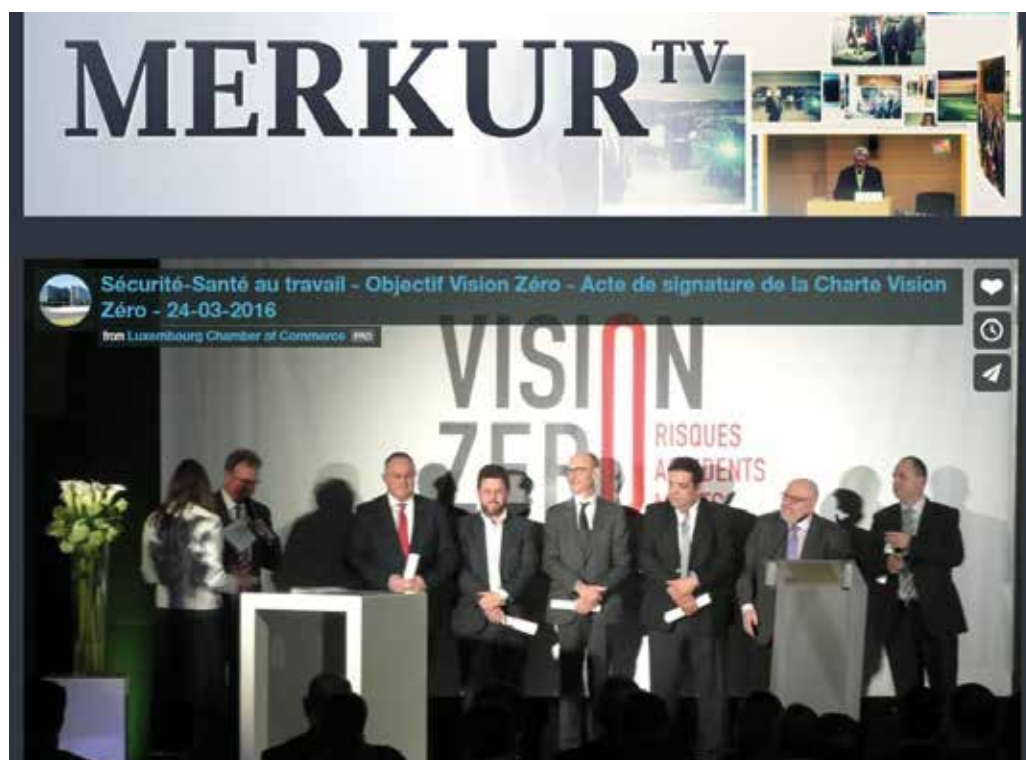 MERKUR TV
Sécurité-Santé au travail - Objectif Vision Zéro - Acte de signature de la Charte Vision
Zéro - 24-03-2016
from Luxembourg Chamber of Commerce PRO
VISION
ZERO
RISQUES